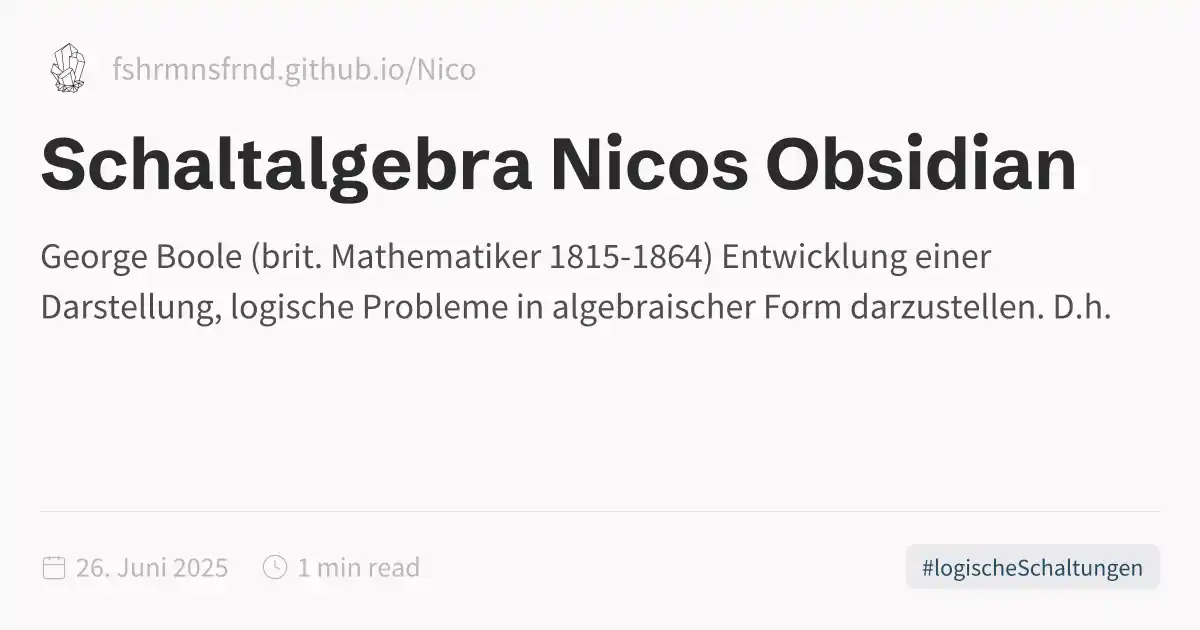 fshrmnsfrnd.github.io/Nico
Schaltalgebra Nicos Obsidian
George Boole (brit. Mathematiker 1815-1864) Entwicklung einer
Darstellung, logische Probleme in algebraischer Form darzustellen. D.h.
26. Juni 2025 1 min read #logischeSchaltungen